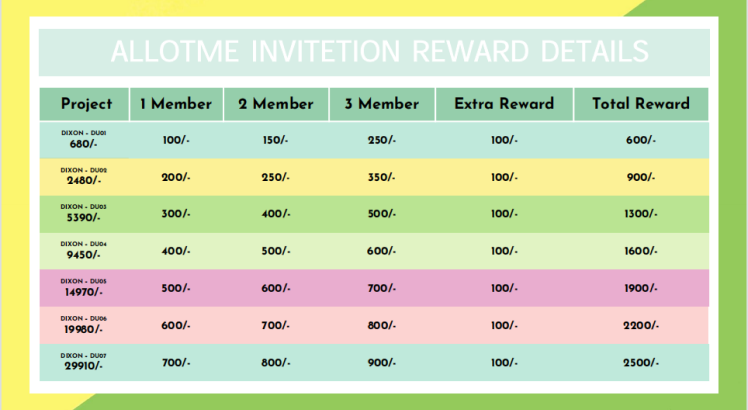 ALLOTME INVITETION REWARD DETAILS
Project 1 Member 2 Member 3 Member Extra Reward Total Reward
DIXON - DU01
680/- 100/- 150/- 250/- 100/- 600/-
DIXON - DU02
2480/- 200/- 250/- 350/- 100/- 900/-
DIXON - DU03
5390/- 300/- 400/- 500/- 100/- 1300/-
DIXON - DU04
9450/- 400/- 500/- 600/- 100/- 1600/-
DIXON - DU05
14970/- 500/- 600/- 700/- 100/- 1900/-
DIXON - DU06
19980/- 600/- 700/- 800/- 100/- 2200/-
DIXON - DU07
29910/- 700/- 800/- 900/- 100/- 2500/-